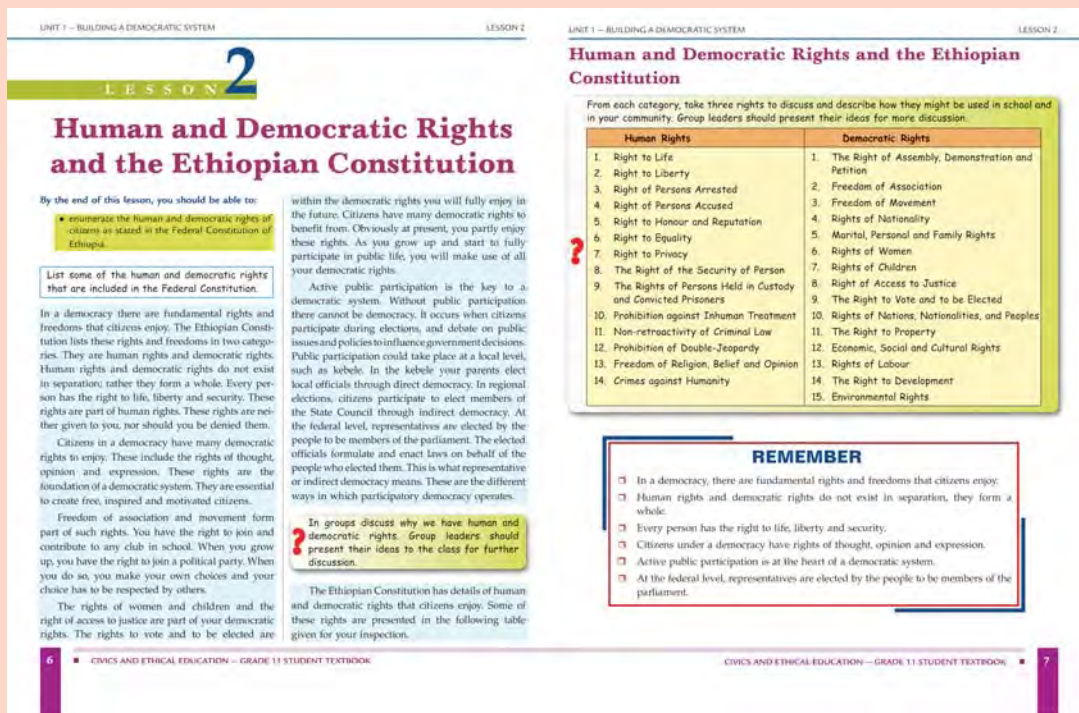 UNIT 1 – BUILDING A DEMOCRATIC SYSTEM
LESSON 2
LESSON 2
Human and Democratic Rights
and the Ethiopian Constitution
By the end of this lesson, you should be able to:
• enumerate the human and democratic rights of
citizens as stated in the Federal Constitution of
Ethiopia.
List some of the human and democratic rights
that are included in the Federal Constitution.
In a democracy there are fundamental rights and
freedoms that citizens enjoy. The Ethiopian Consti-
tution lists these rights and freedoms in two catego-
ries. They are human rights and democratic rights.
Human rights and democratic rights do not exist
in separation; rather they form a whole. Every per-
son has the right to life, liberty and security. These
rights are part of human rights. These rights are nei-
ther given to you, nor should you be denied them.
Citizens in a democracy have many democratic
rights to enjoy. These include the rights of thought,
opinion and expression. These rights are the
foundation of a democratic system. They are essential
to create free, inspired and motivated citizens.
Freedom of association and movement form
part of such rights. You have the right to join and
contribute to any club in school. When you grow
up, you have the right to join a political party. When
you do so, you make your own choices and your
choice has to be respected by others.
The rights of women and children and the
right of access to justice are part of your democratic
rights. The rights to vote and to be elected are
within the democratic rights you will fully enjoy in
the future. Citizens have many democratic rights to
benefit from. Obviously at present, you partly enjoy
these rights. As you grow up and start to fully
participate in public life, you will make use of all
your democratic rights.
Active public participation is the key to a
democratic system. Without public participation
there cannot be democracy. It occurs when citizens
participate during elections, and debate on public
issues and policies to influence government decisions.
Public participation could take place at a local level,
such as kebele. In the kebele your parents elect
local officials through direct democracy. In regional
elections, citizens participate to elect members of
the State Council through indirect democracy. At
the federal level, representatives are elected by the
people to be members of the parliament. The elected
officials formulate and enact laws on behalf of the
people who elected them. This is what representative
or indirect democracy means. These are the different
ways in which participatory democracy operates.
? In groups discuss why we have human and
democratic rights. Group leaders should
present their ideas to the class for further
discussion.
The Ethiopian Constitution has details of human
and democratic rights that citizens enjoy. Some of
these rights are presented in the following table
given for your inspection.
6 ■ CIVICS AND ETHICAL EDUCATION – GRADE 11 STUDENT TEXTBOOK
UNIT 1 – BUILDING A DEMOCRATIC SYSTEM
LESSON 2
Human and Democratic Rights and the Ethiopian
Constitution
From each category, take three rights to discuss and describe how they might be used in school and
in your community. Group leaders should present their ideas for more discussion.
?
Human Rights
1. Right to Life
2. Right to Liberty
3. Right of Persons Arrested
4. Right of Persons Accused
5. Right to Honour and Reputation
6. Right to Equality
7. Right to Privacy
8. The Right of the Security of Person
9. The Rights of Persons Held in Custody
and Convicted Prisoners
10. Prohibition against Inhuman Treatment
11. Non-retroactivity of Criminal Law
12. Prohibition of Double-Jeopardy
13. Freedom of Religion, Belief and Opinion
14. Crimes against Humanity
Democratic Rights
1. The Right of Assembly, Demonstration and
Petition
2. Freedom of Association
3. Freedom of Movement
4. Rights of Nationality
5. Marital, Personal and Family Rights
6. Rights of Women
7. Rights of Children
8. Right of Access to Justice
9. The Right to Vote and to be Elected
10. Rights of Nations, Nationalities, and Peoples
11. The Right to Property
12. Economic, Social and Cultural Rights
13. Rights of Labour
14. The Right to Development
15. Environmental Rights
REMEMBER
❒ In a democracy, there are fundamental rights and freedoms that citizens enjoy.
❒ Human rights and democratic rights do not exist in separation, they form a
whole.
❒ Every person has the right to life, liberty and security.
❒ Citizens under a democracy have rights of thought, opinion and expression.
❒ Active public participation is at the heart of a democratic system.
❒ At the federal level, representatives are elected by the people to be members of the
parliament.
CIVICS AND ETHICAL EDUCATION – GRADE 11 STUDENT TEXTBOOK ■ 7